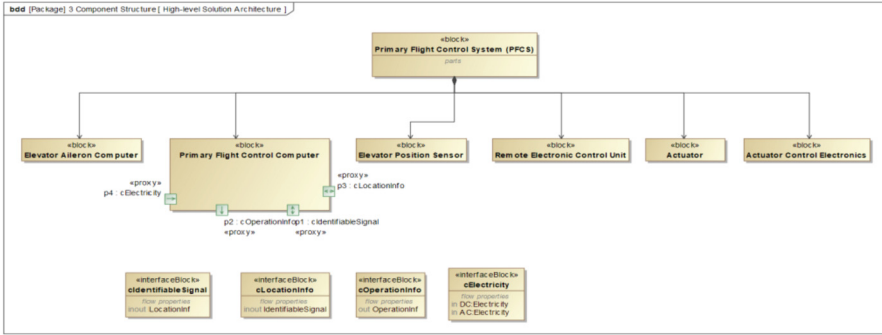 bdd [Package] 3 Component Structure [ High-level Solution Architecture ]
«block»
Primary Flight Control System (PFCS)
parts
«block»
Elevator Aileron Computer
«block»
Primary Flight Control Computer
«block»
Elevator Position Sensor
«block»
Remote Electronic Control Unit
«block»
Actuator
«block»
Actuator Control Electronics
«proxy»
p4 : cElectricity
«proxy»
p3 : cLocationInfo
p2 : cOperationInfo
«proxy»
p1 : cIdentifiableSignal
«proxy»
«interfaceBlock»
cIdentifiableSignal
flow properties
inout LocationInf
«interfaceBlock»
cLocationInfo
flow properties
inout IdentifiableSignal
«interfaceBlock»
cOperationInfo
flow properties
out OperationInf
«interfaceBlock»
cElectricity
flow properties
in DC:Electricity
in AC:Electricity